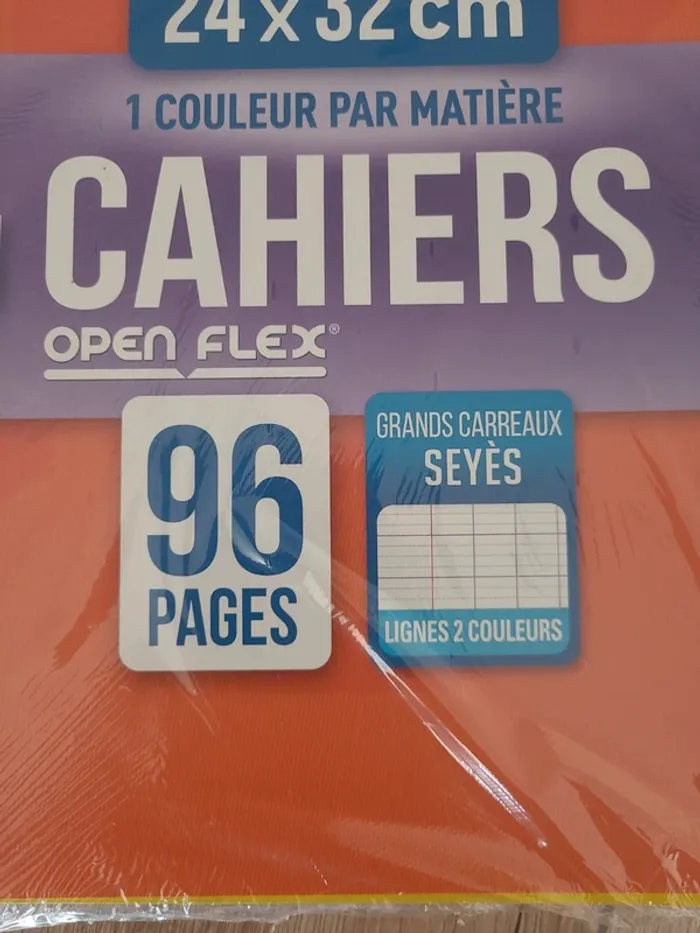 24 x 32 cm
1 COULEUR PAR MATIÈRE
CAHIERS
OPEN FLEX®
96
PAGES
GRANDS CARREAUX
SEYÈS
LIGNES 2 COULEURS